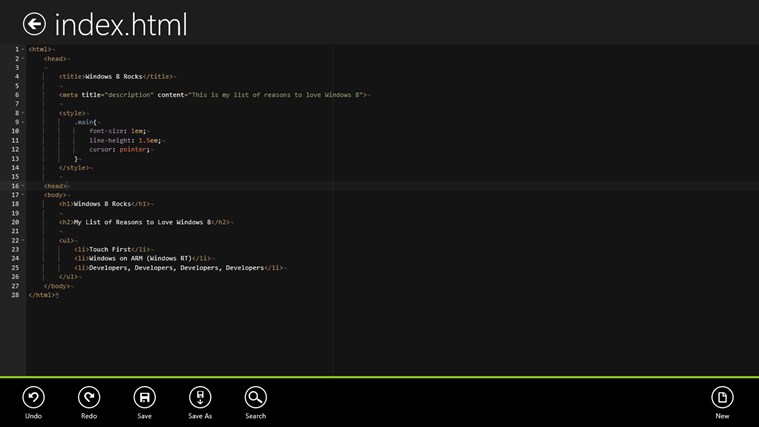 index.html
1 <html>
2 <head>
3
4 <title>Windows 8 Rocks</title>
5
6 <meta title="description" content="This is my list of reasons to love Windows 8">
7
8 <style>
9 .main{
10 font-size: 1em;
11 line-height: 1.5em;
12 cursor: pointer;
13 }
14 </style>
15
16 <head>
17 <body>
18 <h1>Windows 8 Rocks</h1>
19
20 <h2>My List of Reasons to Love Windows 8</h2>
21
22 <ul>
23 <li>Touch First</li>
24 <li>Windows on ARM (Windows RT)</li>
25 <li>Developers, Developers, Developers, Developers</li>
26 </ul>
27 </body>
28 </html>¶
Undo Redo Save Save As Search New